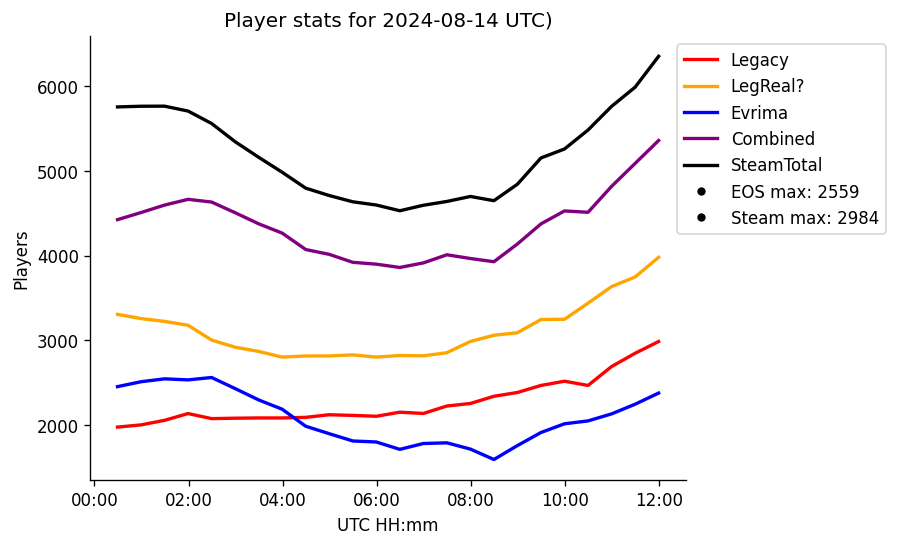 Player stats for 2024-08-14 UTC)
Legacy
LegReal?
Evrima
Combined
SteamTotal
EOS max: 2559
Steam max: 2984
6000
5000
4000
3000
2000
Players
00:00 02:00 04:00 06:00 08:00 10:00 12:00
UTC HH:mm